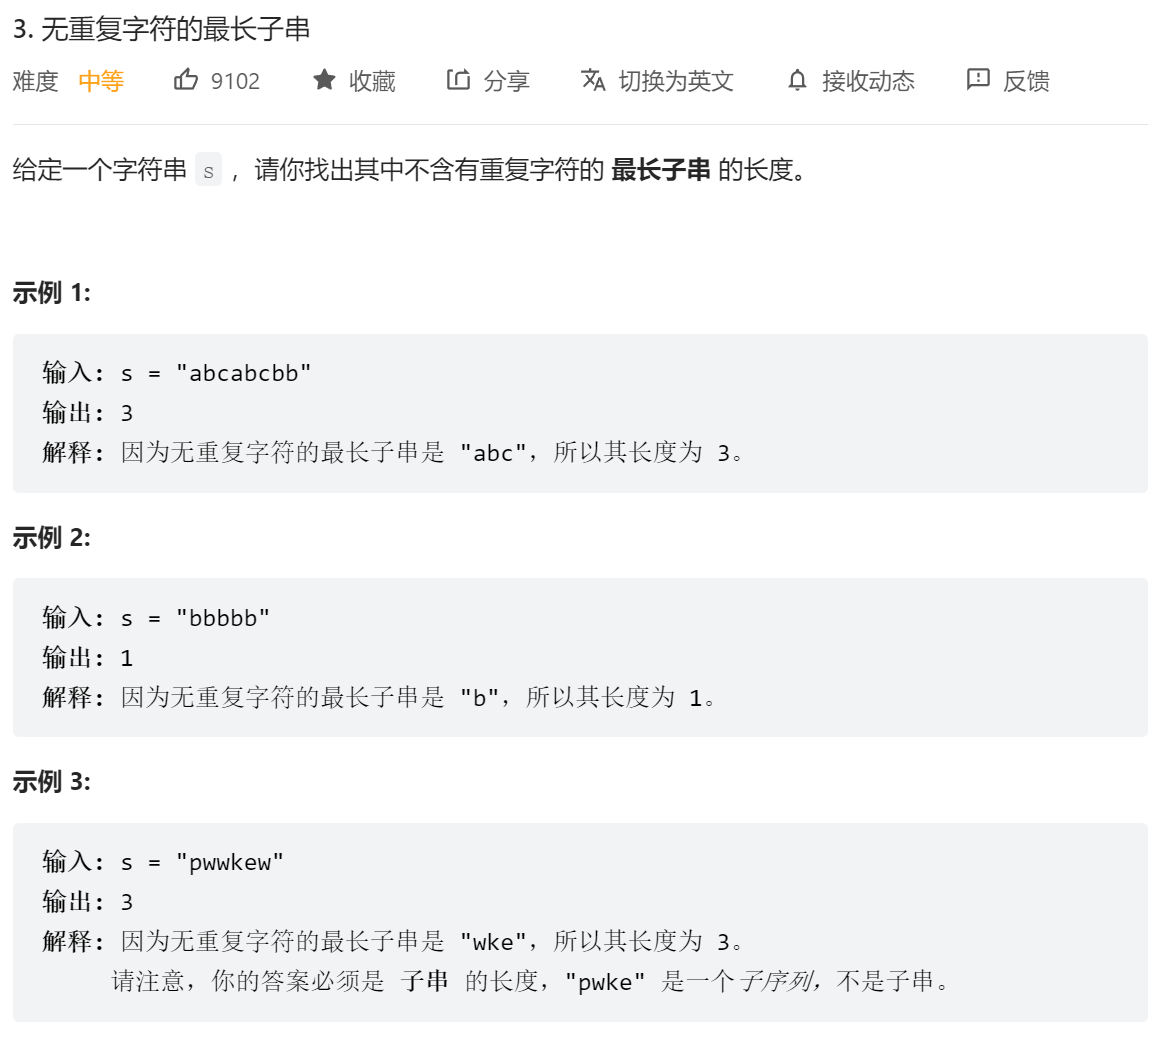 3. 无重复字符的最长子串
难度 中等 9102 收藏 分享 切换为英文 接收动态 反馈
给定一个字符串 s ，请你找出其中不含有重复字符的 最长子串 的长度。
示例 1:
输入: s = "abcabcbb"
输出: 3
解释: 因为无重复字符的最长子串是 "abc"，所以其长度为 3。
示例 2:
输入: s = "bbbbb"
输出: 1
解释: 因为无重复字符的最长子串是 "b"，所以其长度为 1。
示例 3:
输入: s = "pwwkew"
输出: 3
解释: 因为无重复字符的最长子串是 "wke"，所以其长度为 3。
请注意，你的答案必须是 子串 的长度，"pwke" 是一个子序列，不是子串。